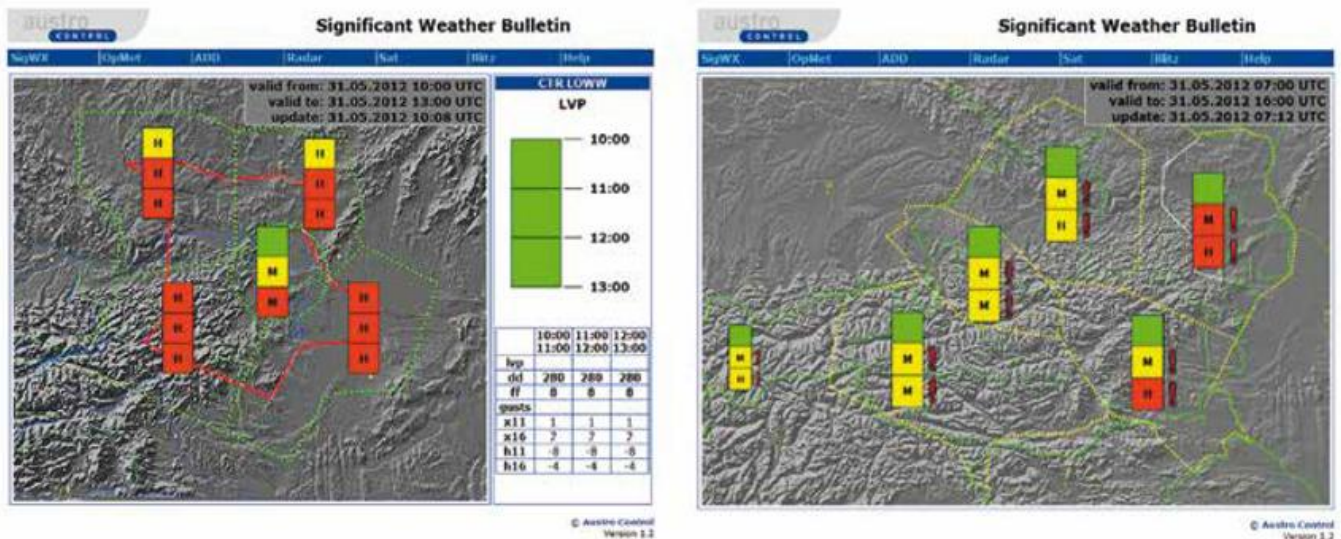 austro
CONTROL
Significant Weather Bulletin
SigWX OpMet ADD Radar Sat Blitz Help
valid from: 31.05.2012 10:00 UTC
valid to: 31.05.2012 13:00 UTC
update: 31.05.2012 10:08 UTC
H
H
H
H
H
H
M
M
H
H
H
H
H
H
CTR LOWW
LVP
10:00
11:00
12:00
13:00
10:00 11:00 12:00
11:00 12:00 13:00
lvp
dd 280 280 280
ff 8 8 8
gusts
x11 1 1 1
x16 7 7 7
h11 -8 -8 -8
h16 -4 -4 -4
© Austro Control
Version 1.2
austro
CONTROL
Significant Weather Bulletin
SigWX OpMet ADD Radar Sat Blitz Help
valid from: 31.05.2012 07:00 UTC
valid to: 31.05.2012 16:00 UTC
update: 31.05.2012 07:12 UTC
M !
H !
M !
H !
M !
M !
M !
H !
M !
M !
M !
H !
© Austro Control
Version 1.2